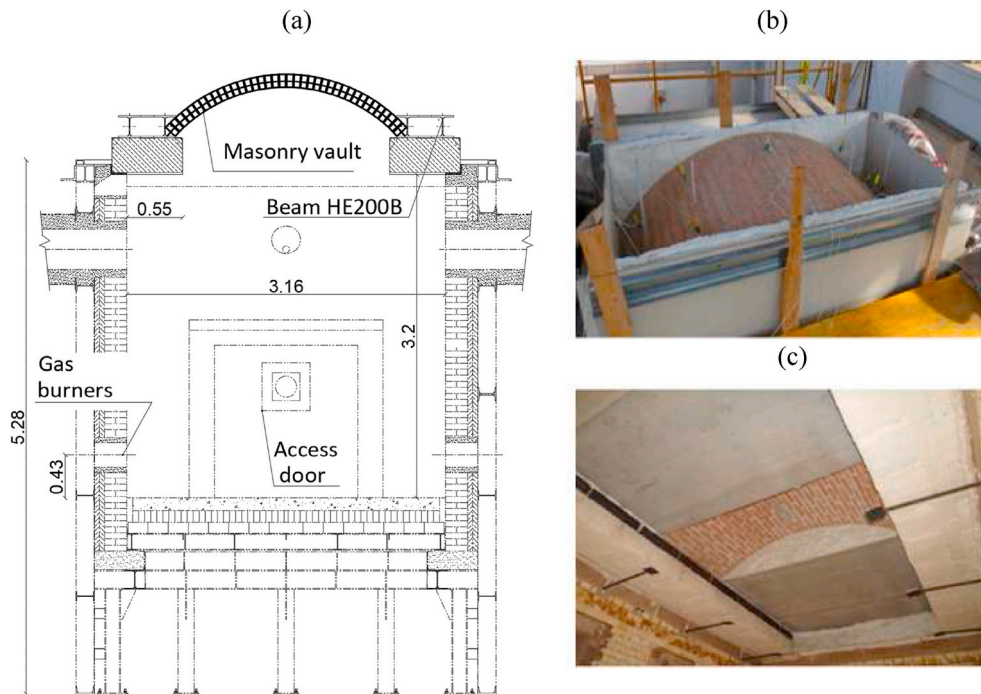 (a)
(b)
Masonry vault
0.55
Beam HE200B
3.16
3.2
(c)
Gas
burners
5.28
0.43
Access
door